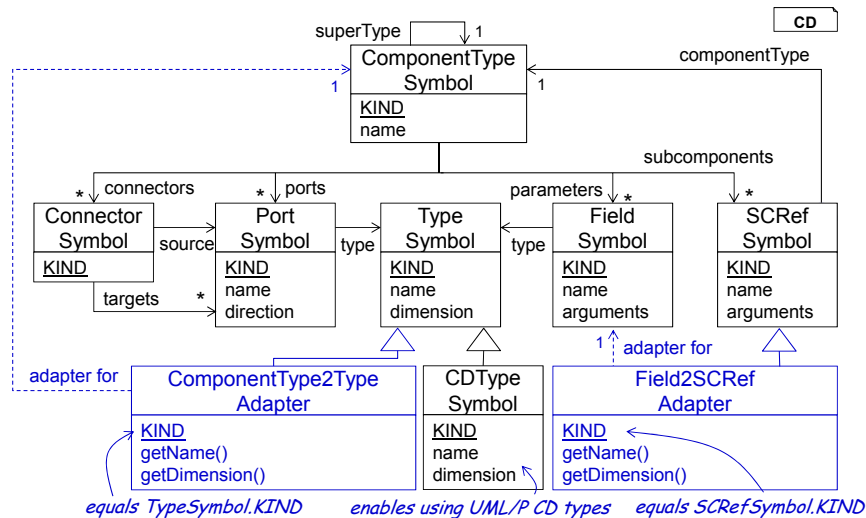 CD
superType
1
ComponentType
Symbol
KIND
name
1
1
componentType
subcomponents
* connectors
* ports
parameters *
*
Connector
Symbol
KIND
source
targets *
Port
Symbol
KIND
name
direction
type
Type
Symbol
KIND
name
dimension
type
Field
Symbol
KIND
name
arguments
SCRef
Symbol
KIND
name
arguments
adapter for
1 adapter for
ComponentType2Type
Adapter
KIND
getName()
getDimension()
CDType
Symbol
KIND
name
dimension
Field2SCRef
Adapter
KIND
getName()
getDimension()
equals TypeSymbol.KIND
enables using UML/P CD types
equals SCRefSymbol.KIND